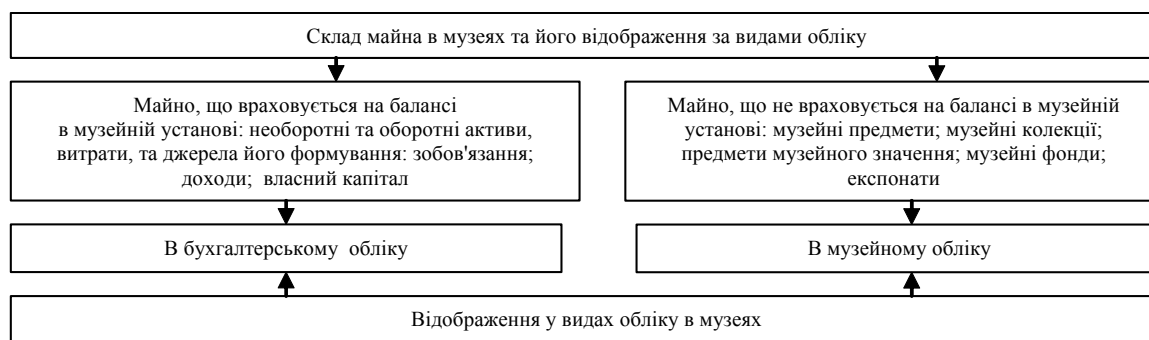 Склад майна в музеях та його відображення за видами обліку
Майно, що враховується на балансі
в музейній установі: необоротні та оборотні активи,
витрати, та джерела його формування: зобов'язання;
доходи; власний капітал
Майно, що не враховується на балансі в музейній
установі: музейні предмети; музейні колекції;
предмети музейного значення; музейні фонди;
експонати
В бухгалтерському обліку
В музейному обліку
Відображення у видах обліку в музеях